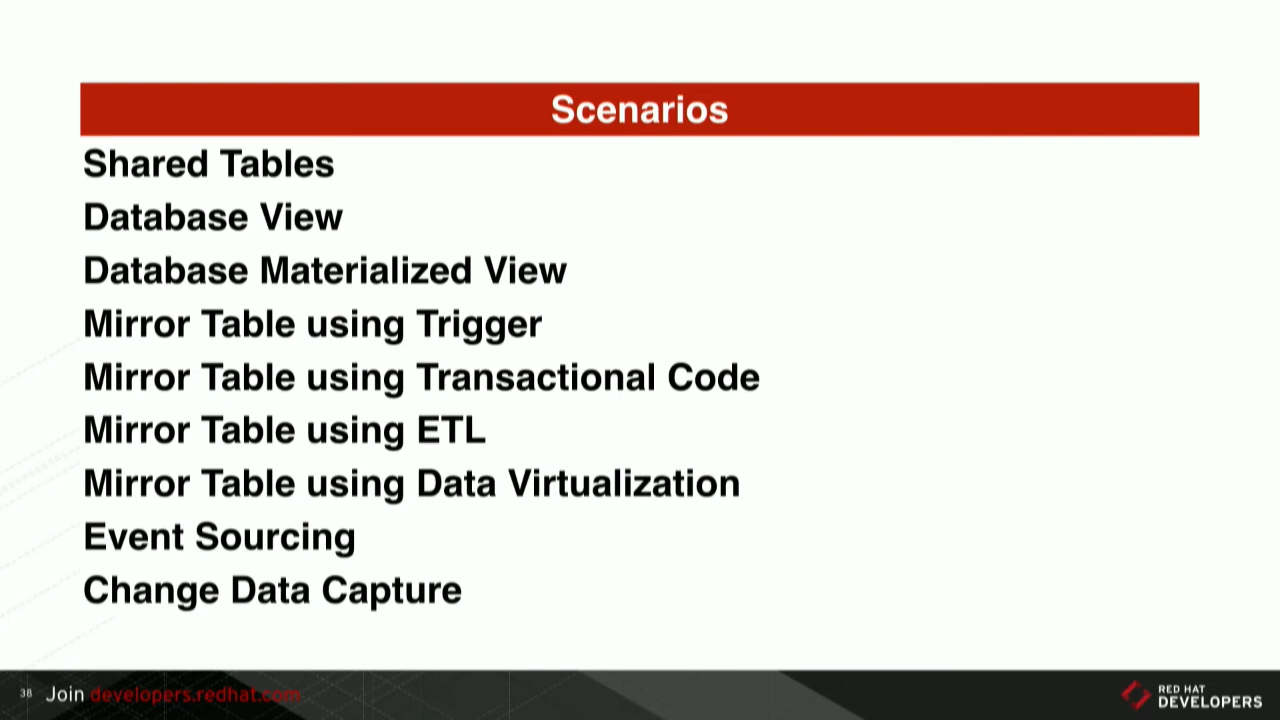 Scenarios
Shared Tables
Database View
Database Materialized View
Mirror Table using Trigger
Mirror Table using Transactional Code
Mirror Table using ETL
Mirror Table using Data Virtualization
Event Sourcing
Change Data Capture
38 Join developers.redhat.com
RED HAT
DEVELOPERS